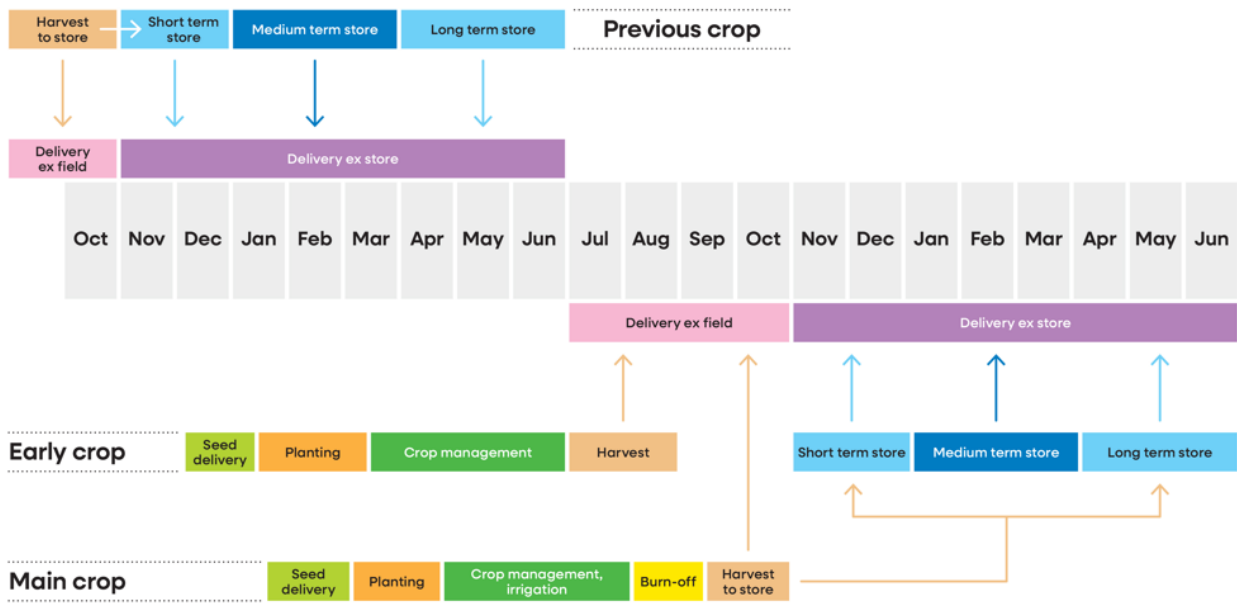 Harvest
to store
Short term
store
Medium term store
Long term store
Previous crop
Delivery
ex field
Delivery ex store
Oct Nov Dec Jan Feb Mar Apr May Jun Jul Aug Sep Oct Nov Dec Jan Feb Mar Apr May Jun
Delivery ex field
Delivery ex store
Early crop
Seed
delivery
Planting
Crop management
Harvest
Short term store
Medium term store
Long term store
Main crop
Seed
delivery
Planting
Crop management,
irrigation
Burn-off
Harvest
to store